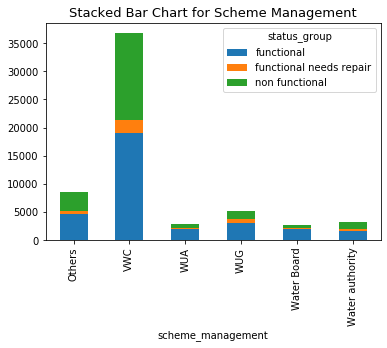 Stacked Bar Chart for Scheme Management
status_group
functional
functional needs repair
non functional
35000
30000
25000
20000
15000
10000
5000
0
Others
VWC
WUA
WUG
Water Board
Water authority
scheme_management